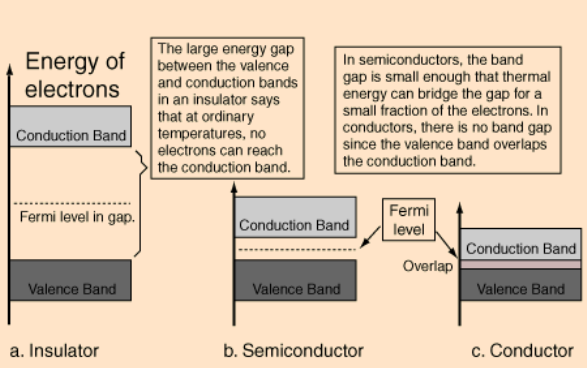 Energy of
electrons
Conduction Band
Fermi level in gap.
Valence Band
a. Insulator
The large energy gap
between the valence
and conduction bands
in an insulator says
that at ordinary
temperatures, no
electrons can reach
the conduction band.
Conduction Band
Valence Band
b. Semiconductor
In semiconductors, the band
gap is small enough that thermal
energy can bridge the gap for a
small fraction of the electrons. In
conductors, there is no band gap
since the valence band overlaps
the conduction band.
Fermi
level
Overlap
Conduction Band
Valence Band
c. Conductor